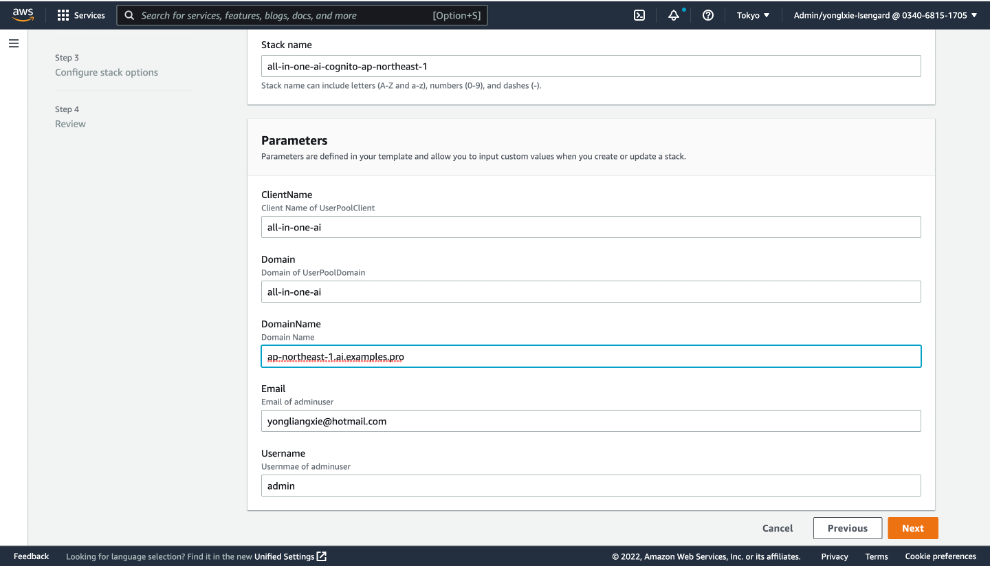 aws
Services
Search for services, features, blogs, docs, and more [Option+S]
Tokyo ▼
Admin/yonglxie-Isengard @ 0340-6815-1705 ▼
Step 3
Configure stack options
Step 4
Review
Stack name
all-in-one-ai-cognito-ap-northeast-1
Stack name can include letters (A-Z and a-z), numbers (0-9), and dashes (-).
Parameters
Parameters are defined in your template and allow you to input custom values when you create or update a stack.
ClientName
Client Name of UserPoolClient
all-in-one-ai
Domain
Domain of UserPoolDomain
all-in-one-ai
DomainName
Domain Name
ap-northeast-1.ai.examples.pro
Email
Email of adminuser
yongliangxie@hotmail.com
Username
Usernmae of adminuser
admin
Cancel
Previous
Next
Feedback
Looking for language selection? Find it in the new Unified Settings
© 2022, Amazon Web Services, Inc. or its affiliates.
Privacy
Terms
Cookie preferences